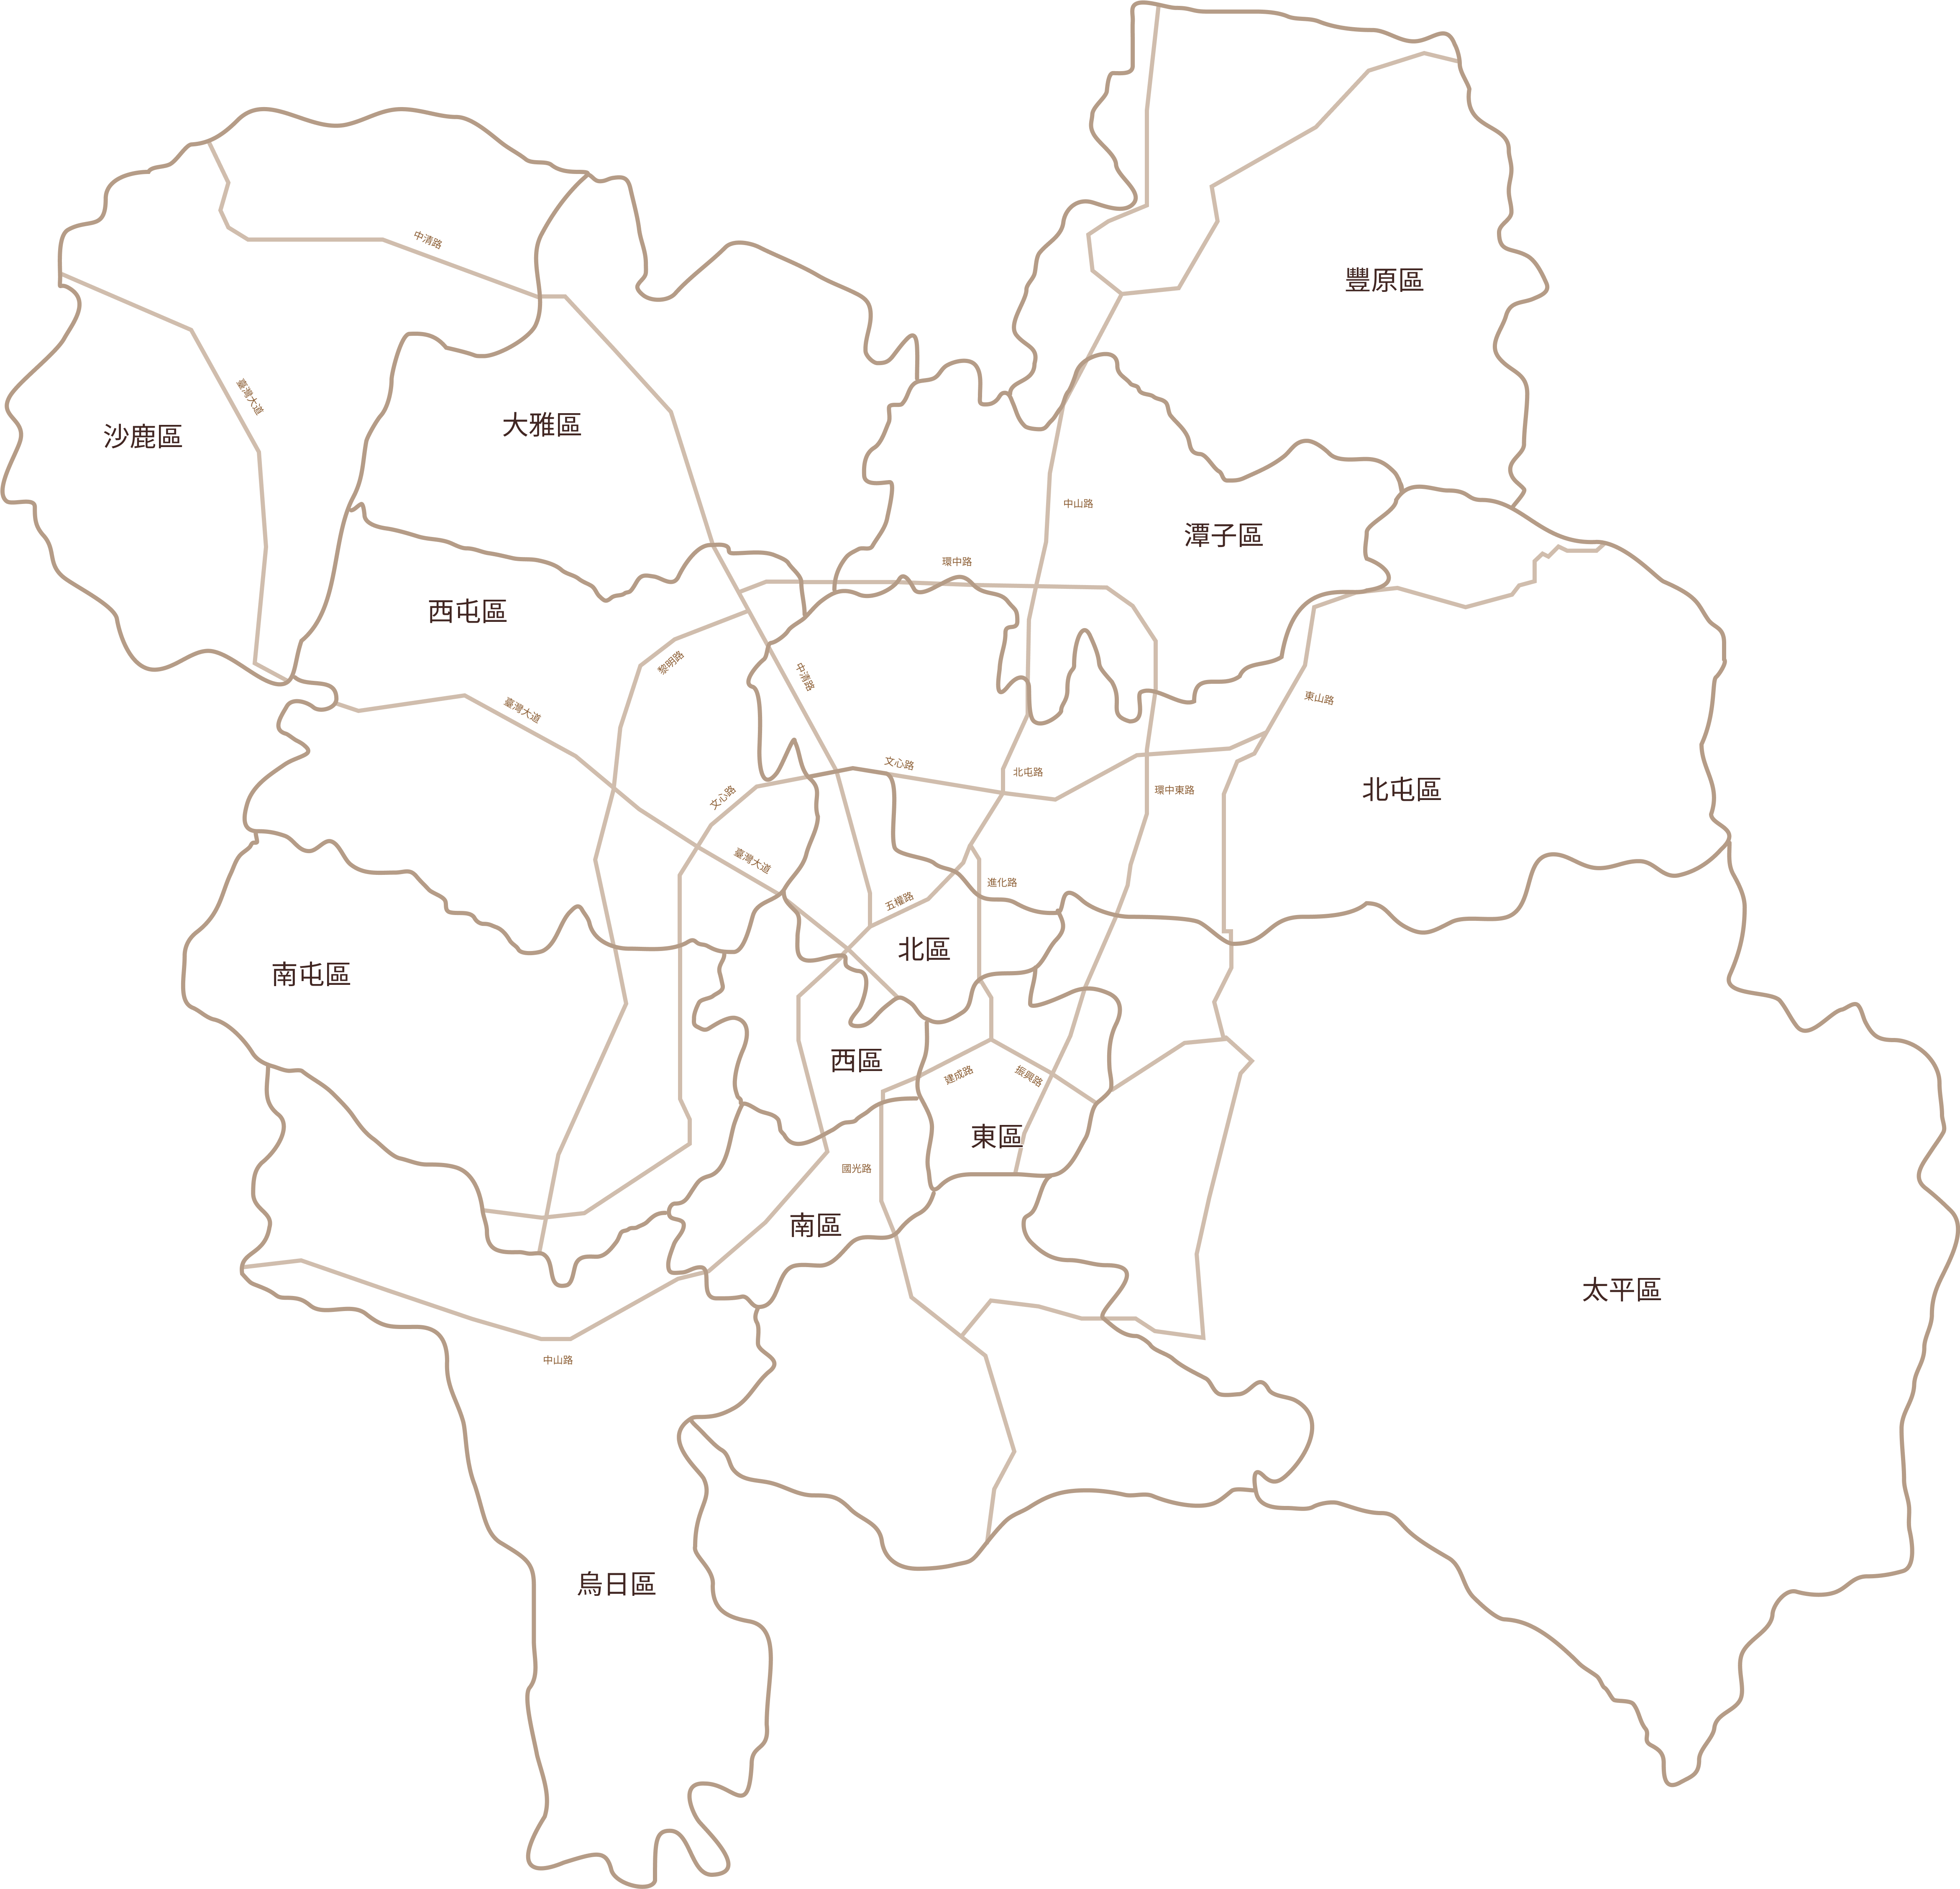 中清路
豐原區
臺灣大道
大雅區
沙鹿區
中山路
潭子區
環中路
西屯區
黎明路
中清路
東山路
臺灣大道
文心路
北屯路
北屯區
環中東路
文心路
臺灣大道
進化路
五權路
北區
南屯區
西區
建成路
振興路
東區
國光路
南區
太平區
中山路
烏日區